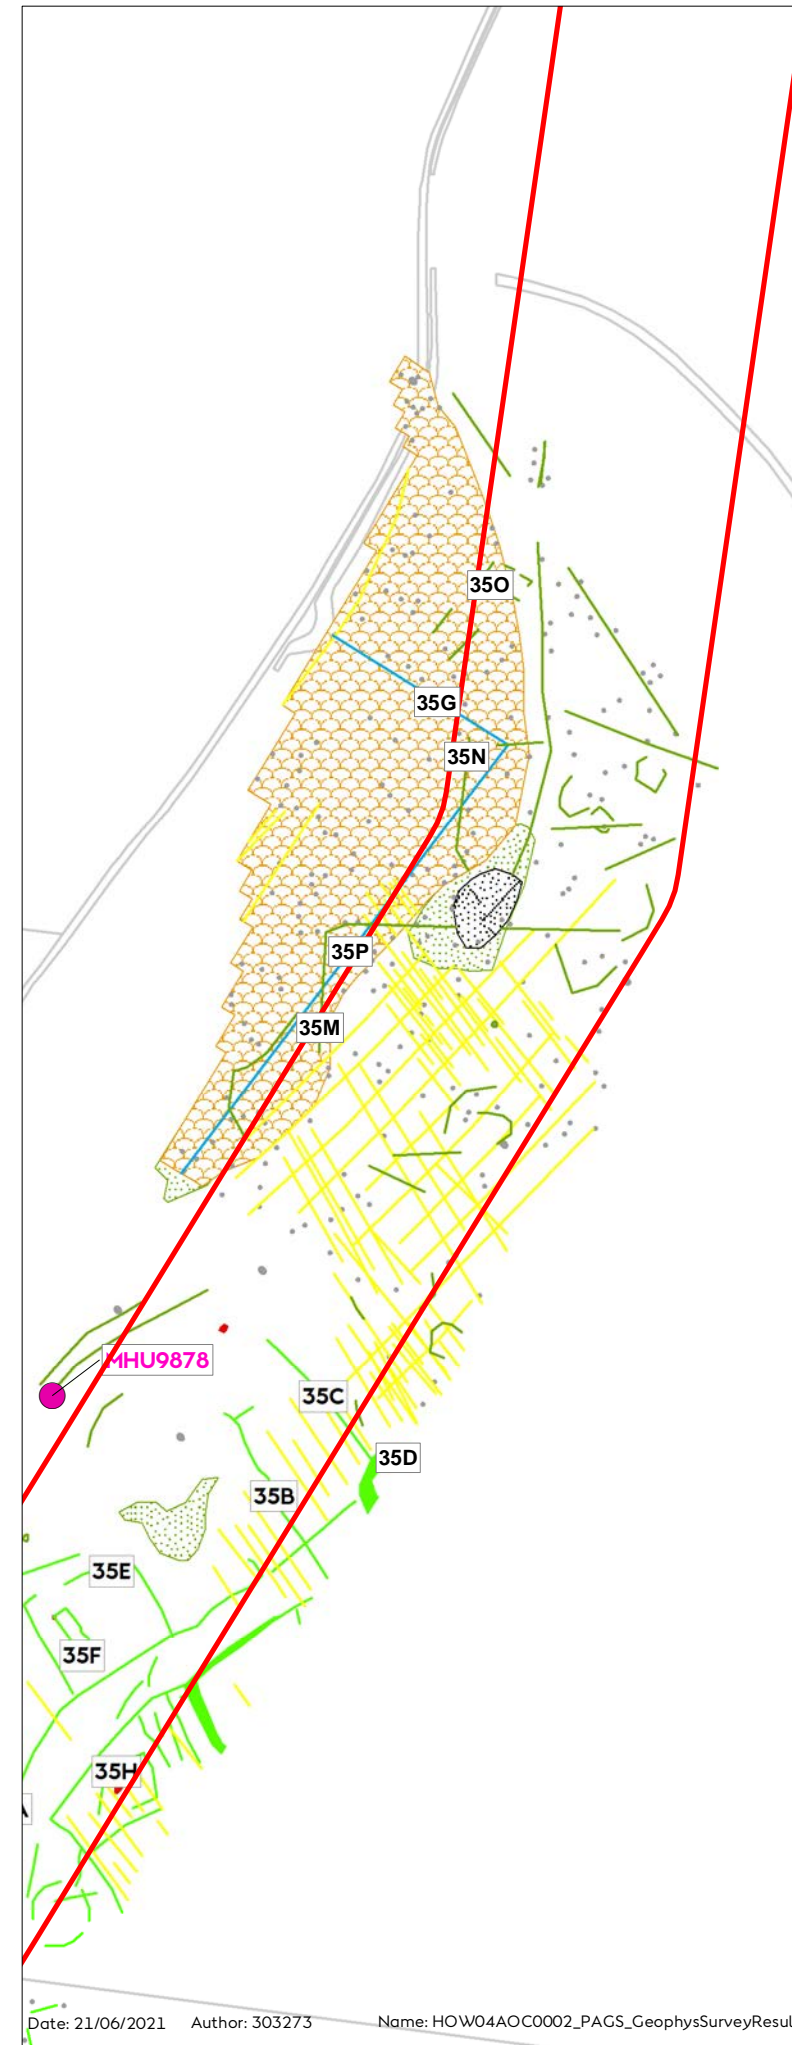 35O
35G
35N
35P
35M
MHU9878
35C
35D
35B
35E
35F
35H
Date: 21/06/2021 Author: 303273 Name: HOW04AOC0002_PAGS_GeophysSurveyResul